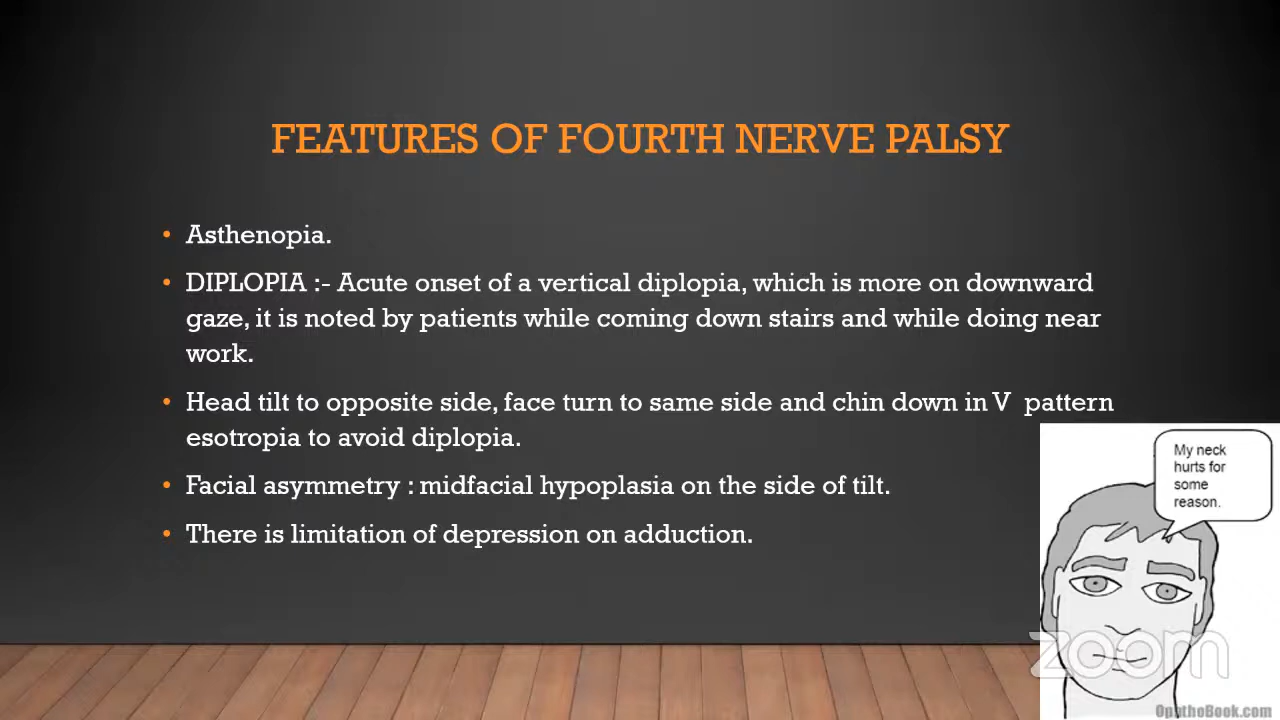 FEATURES OF FOURTH NERVE PALSY
• Asthenopia.
• DIPLOPIA :- Acute onset of a vertical diplopia, which is more on downward
gaze, it is noted by patients while coming down stairs and while doing near
work.
• Head tilt to opposite side, face turn to same side and chin down in V pattern
esotropia to avoid diplopia.
• Facial asymmetry : midfacial hypoplasia on the side of tilt.
• There is limitation of depression on adduction.
My neck
hurts for
some
reason.
zoom
OphthoBook.com